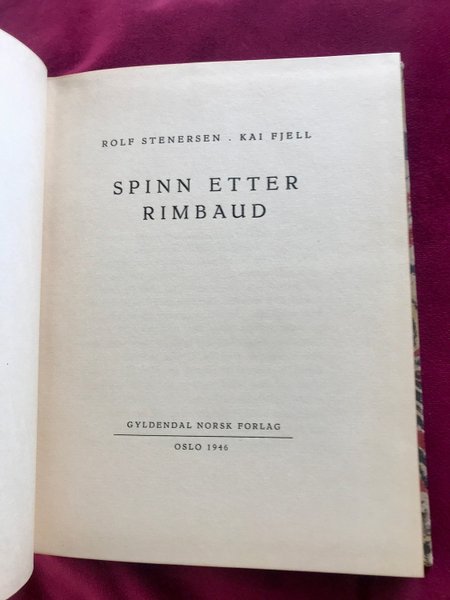 ROLF STENERSEN . KAI FJELL
SPINN ETTER
RIMBAUD
GYLDENDAL NORSK FORLAG
OSLO 1946